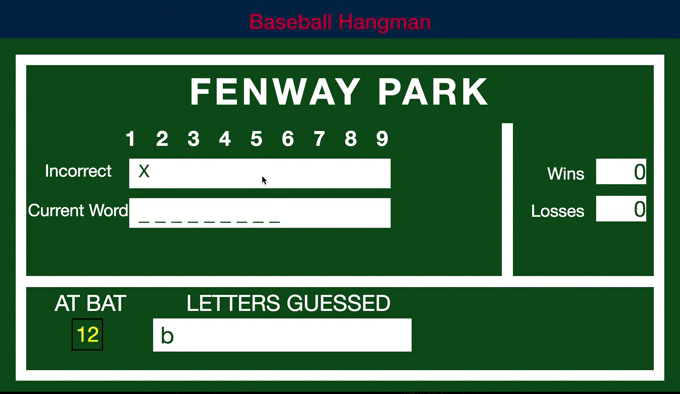 Baseball Hangman
FENWAY PARK
1 2 3 4 5 6 7 8 9
Incorrect X
Wins 0
Current Word _ _ _ _ _ _ _ _ _
Losses 0
AT BAT LETTERS GUESSED
12 b